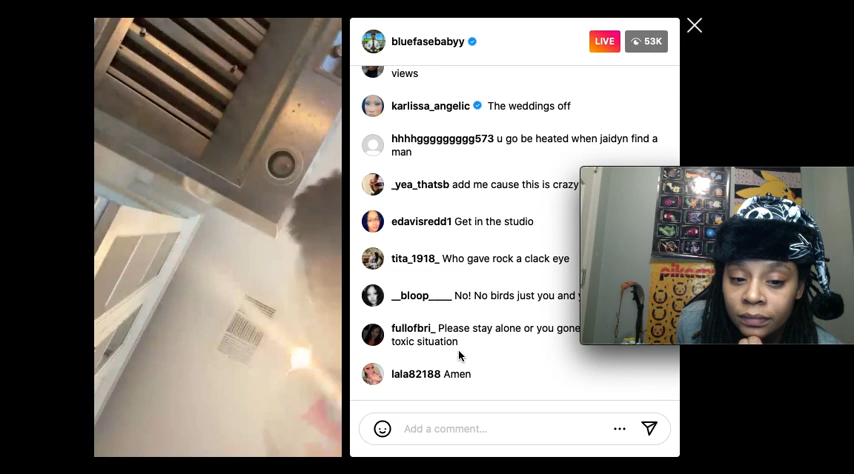 bluefasebabyy
LIVE
53K
views
karlissa_angelic The weddings off
hhhhggggggggg573 u go be heated when jaidyn find a
man
_yea_thatsb add me cause this is crazy
edavisredd1 Get in the studio
tita_1918_ Who gave rock a clack eye
__bloop_____ No! No birds just you and
fullofbri_ Please stay alone or you gone
toxic situation
lala82188 Amen
Add a comment...